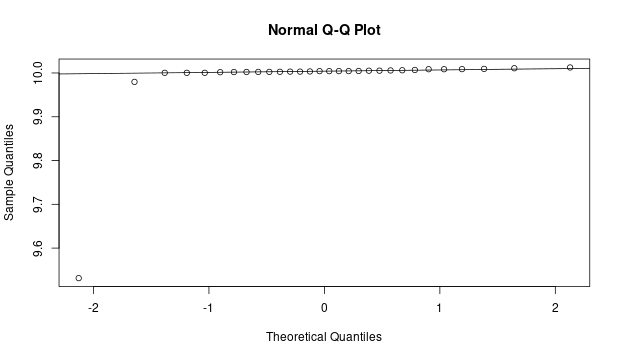 Normal Q-Q Plot
Sample Quantiles
10.0
9.9
9.8
9.7
9.6
-2 -1 0 1 2
Theoretical Quantiles